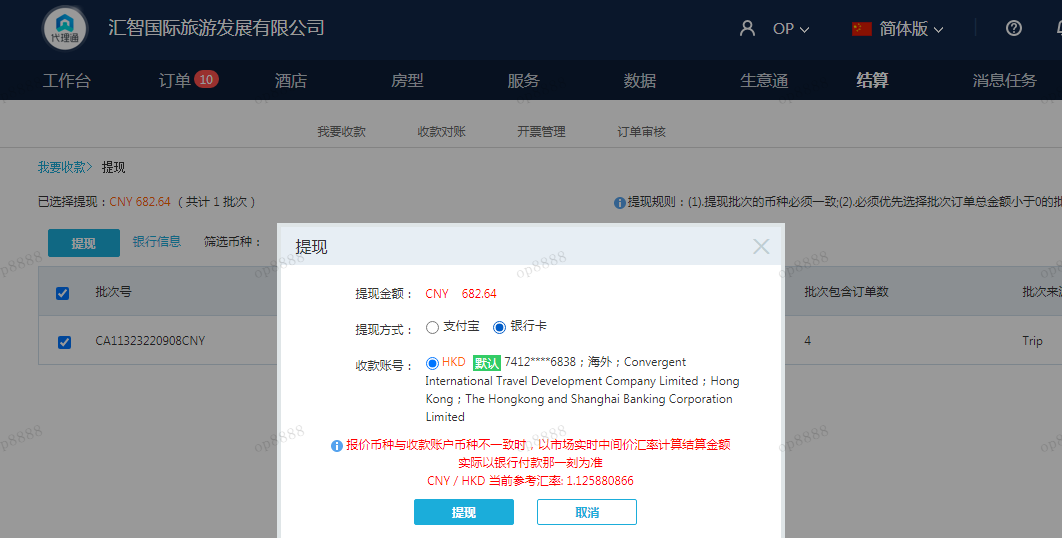 代理通
汇智国际旅游发展有限公司
OP
简体版
工作台
订单 10
酒店
房型
服务
数据
生意通
结算
消息任务
我要收款
收款对账
开票管理
订单审核
我要收款> 提现
已选择提现：CNY 682.64 （ 共计 1 批次 ）
提现规则：(1).提现批次的币种必须一致;(2).必须优先选择批次订单总金额小于0的批
提现
银行信息
筛选币种：
批次号
批次包含订单数
批次来
CA11323220908CNY
4
Trip
提现
提现金额： CNY 682.64
提现方式： 支付宝 银行卡
收款账号： HKD 默认 7412****6838；海外；Convergent
International Travel Development Company Limited；Hong
Kong；The Hongkong and Shanghai Banking Corporation
Limited
报价币种与收款账户币种不一致时，以市场实时中间价汇率计算结算金额
实际以银行付款那一刻为准
CNY / HKD 当前参考汇率: 1.125880866
提现
取消
op8888
op8888
op8888
op8888
op8888